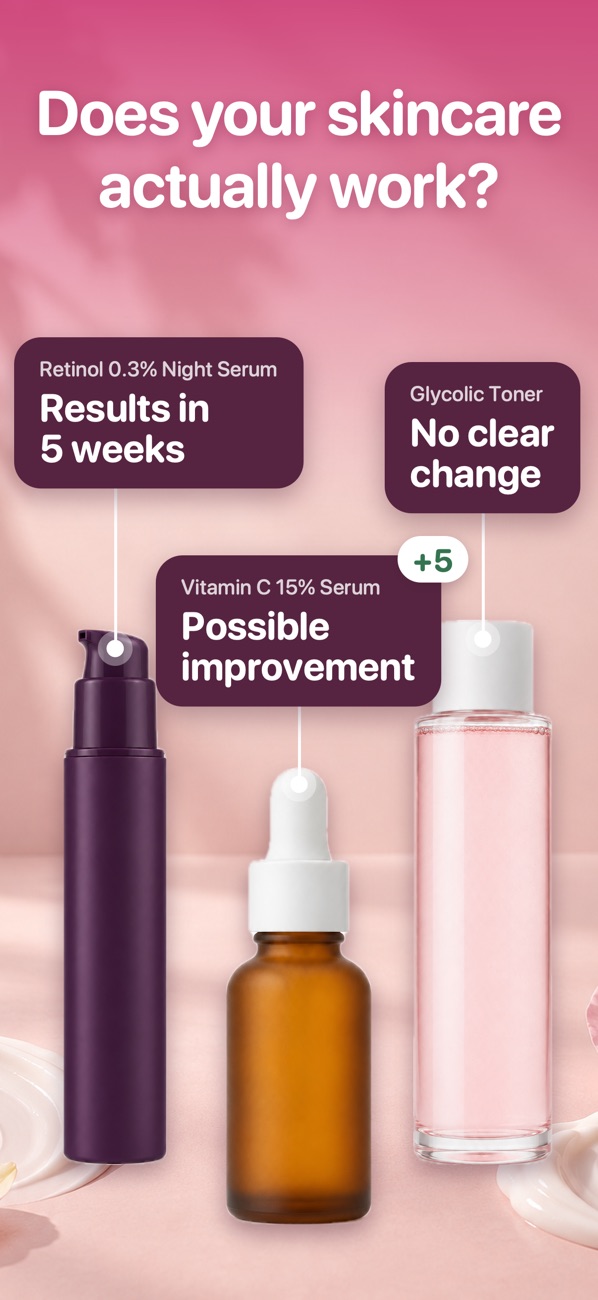 Does your skincare
actually work?
Retinol 0.3% Night Serum
Results in
5 weeks
Glycolic Toner
No clear
change
+5
Vitamin C 15% Serum
Possible
improvement